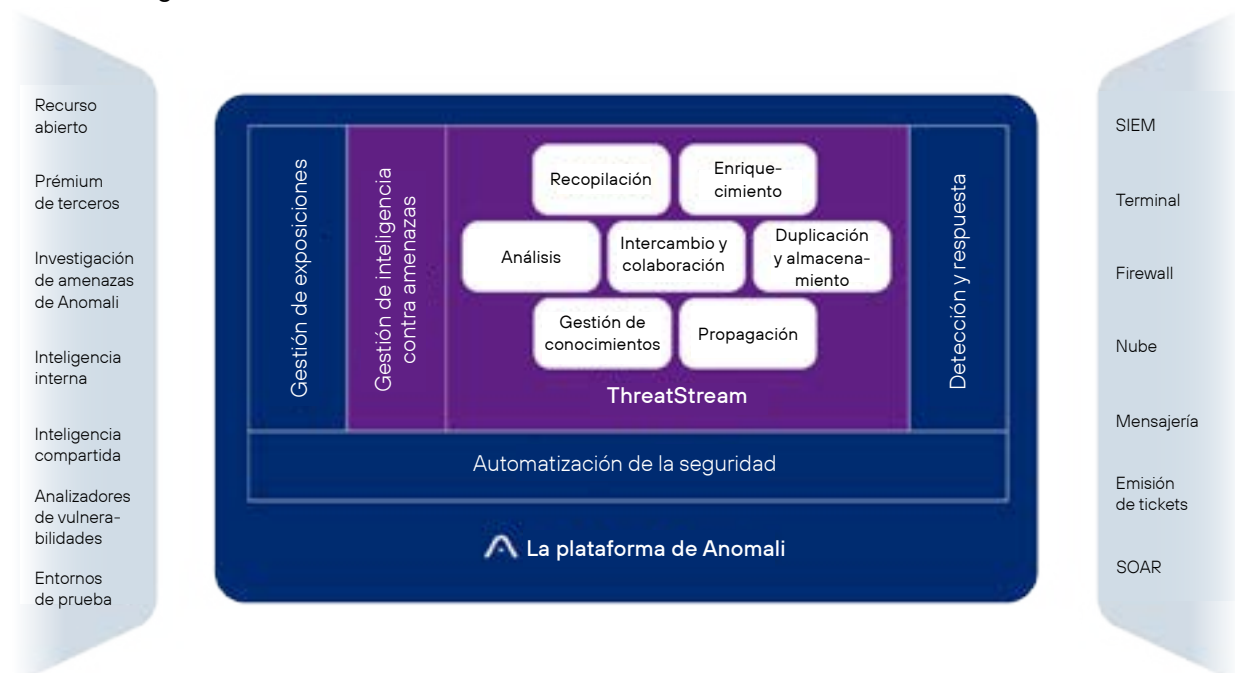 Recurso
abierto
Prémium
de terceros
Investigación
de amenazas
de Anomali
Inteligencia
interna
Inteligencia
compartida
Analizadores
de vulnera-
bilidades
Entornos
de prueba
Gestión de exposiciones
Gestión de inteligencia
contra amenazas
Recopilación
Enrique-
cimiento
Análisis
Intercambio y
colaboración
Duplicación
y almacena-
miento
Gestión de
conocimientos
Propagación
ThreatStream
Detección y respuesta
Automatización de la seguridad
La plataforma de Anomali
SIEM
Terminal
Firewall
Nube
Mensajería
Emisión
de tickets
SOAR